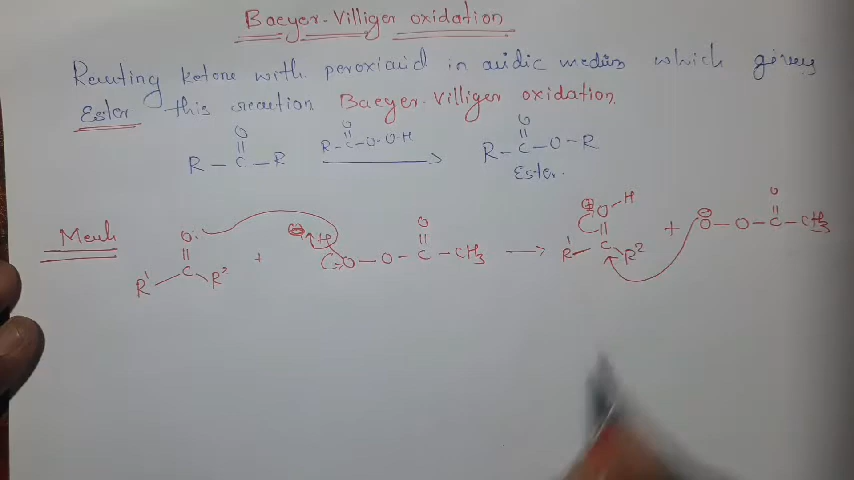 Baeyer-Villiger oxidation
Reacting ketone with peroxiacid in acidic medium which gives
Ester this reaction Baeyer-Villiger oxidation.
O O O
R-C-R R-C-O-O-H R-C-O-R
Ester.
Mech O: H O O-H O
R¹ C R² + O-O-C-CH3 → R¹ C R² + O-O-C-CH3